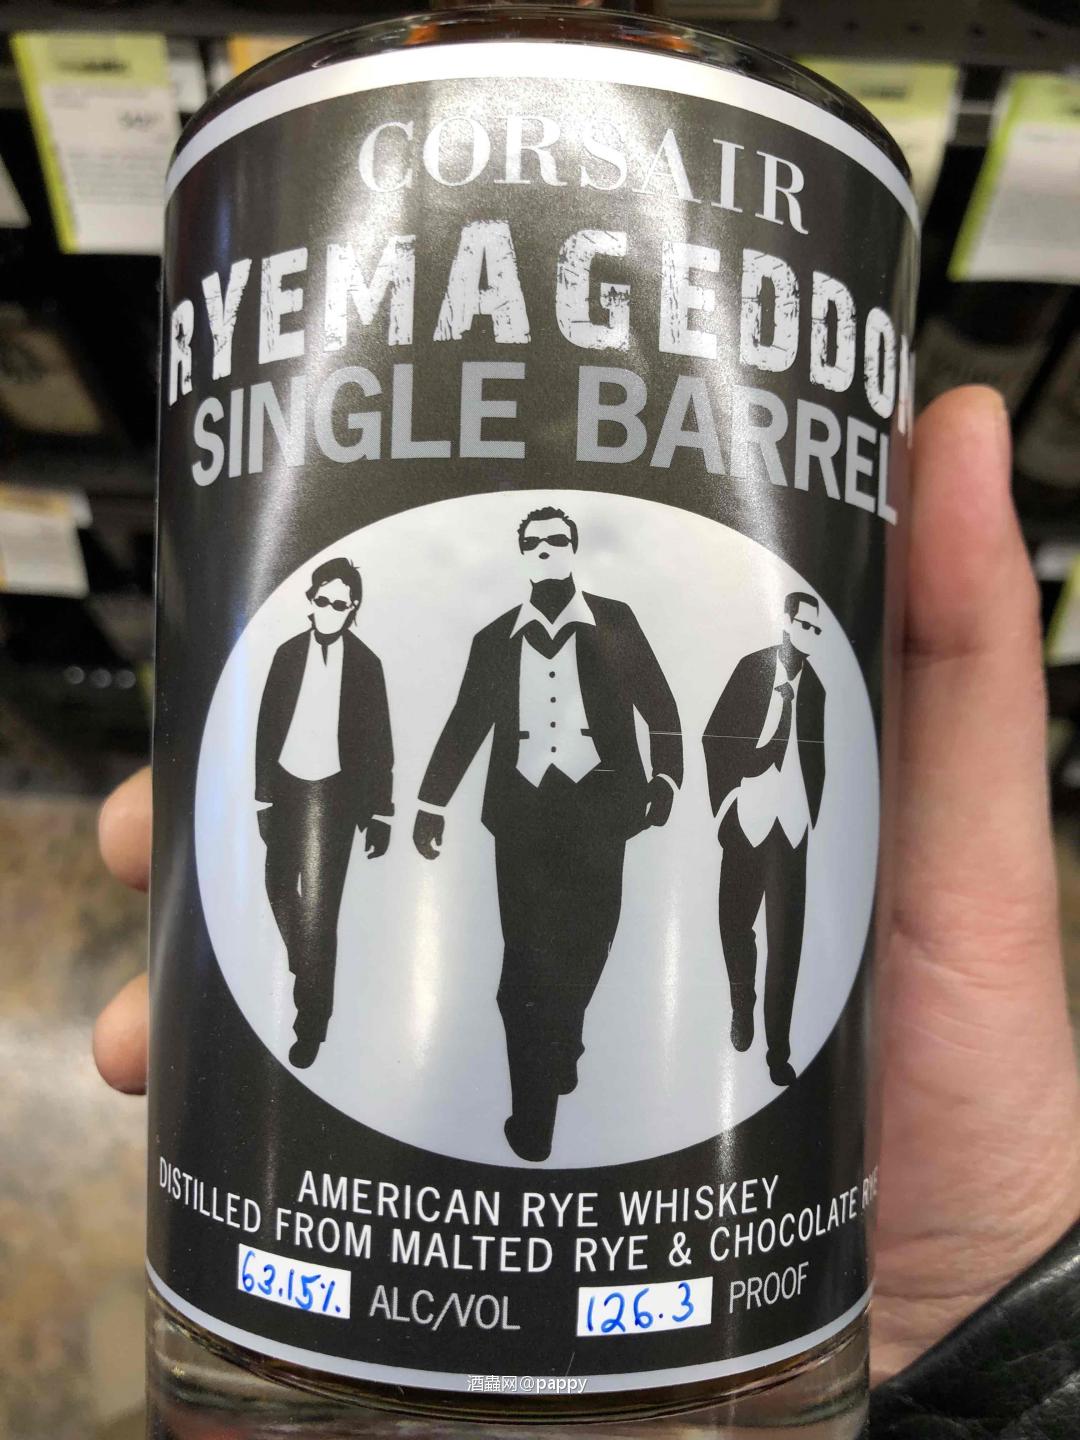 CORSAIR
RYEMAGEDDON
SINGLE BARREL
AMERICAN RYE WHISKEY
DISTILLED FROM MALTED RYE & CHOCOLATE RYE
63.15% ALC/VOL 126.3 PROOF
酒蟲网@pappy